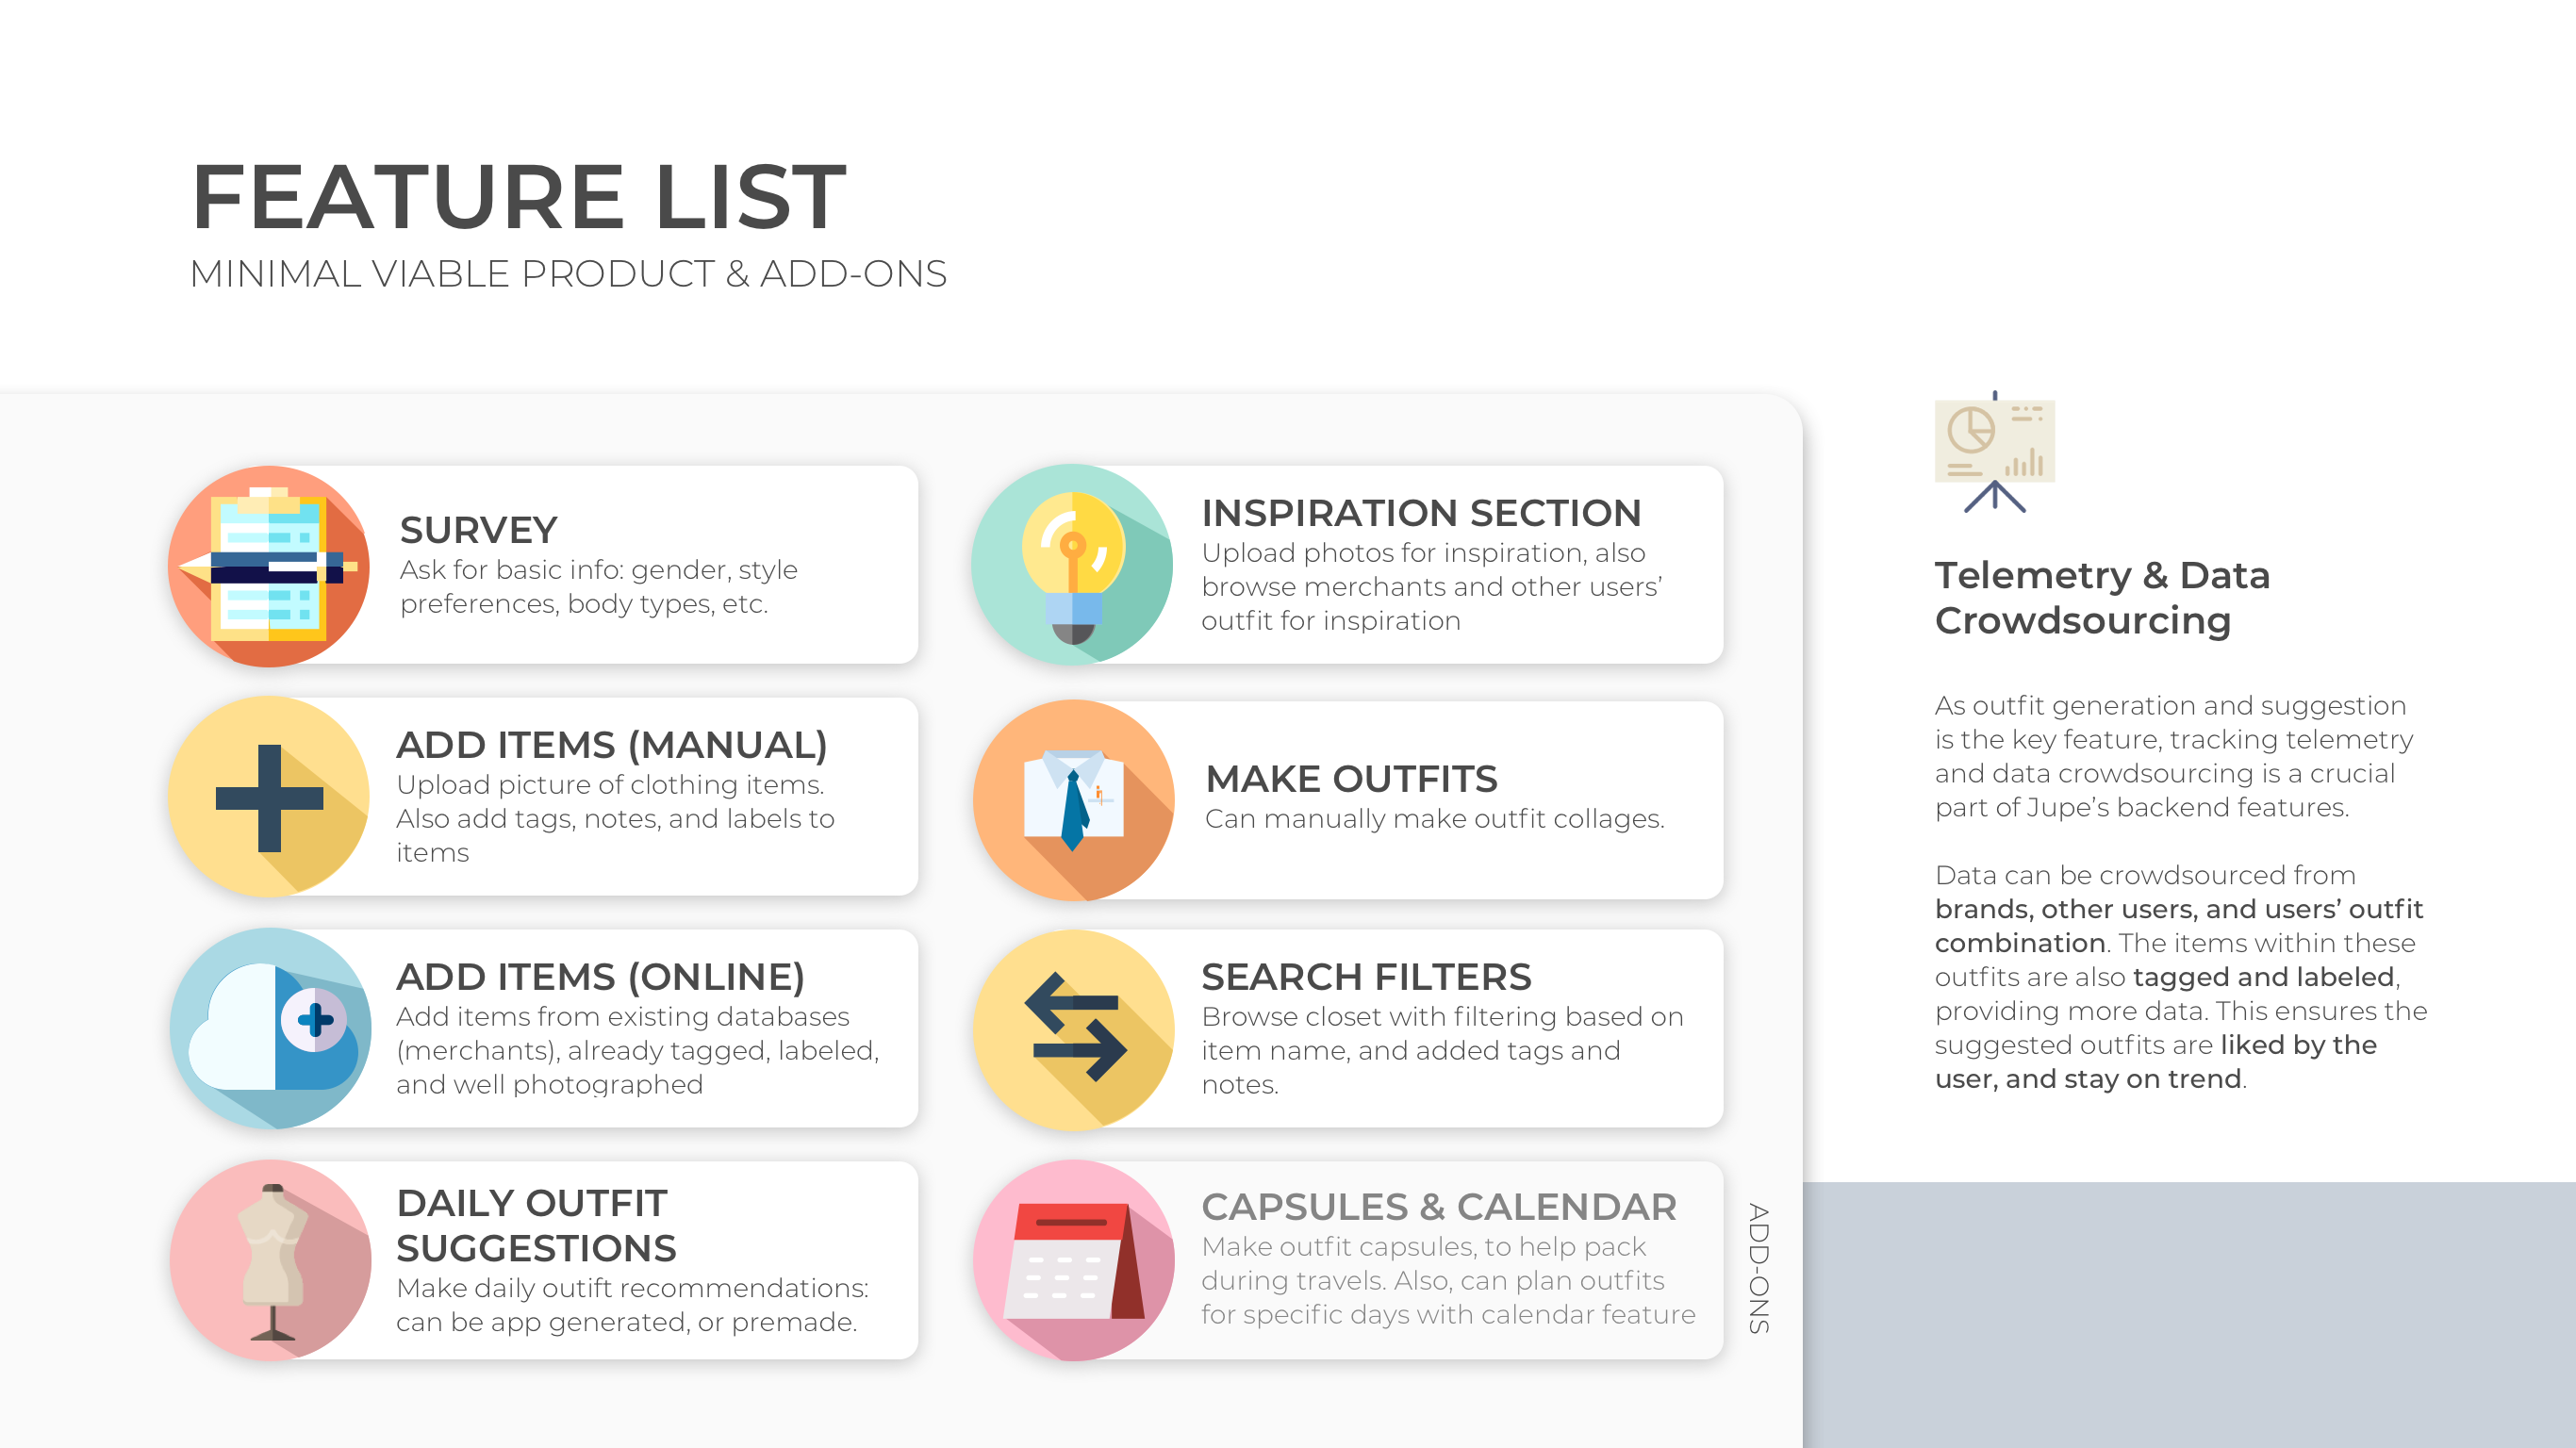 FEATURE LIST
MINIMAL VIABLE PRODUCT & ADD-ONS
SURVEY
Ask for basic info: gender, style
preferences, body types, etc.
ADD ITEMS (MANUAL)
Upload picture of clothing items.
Also add tags, notes, and labels to
items
ADD ITEMS (ONLINE)
Add items from existing databases
(merchants), already tagged, labeled,
and well photographed
DAILY OUTFIT
SUGGESTIONS
Make daily outift recommendations:
can be app generated, or premade.
INSPIRATION SECTION
Upload photos for inspiration, also
browse merchants and other users’
outfit for inspiration
MAKE OUTFITS
Can manually make outfit collages.
SEARCH FILTERS
Browse closet with filtering based on
item name, and added tags and
notes.
CAPSULES & CALENDAR
Make outfit capsules, to help pack
during travels. Also, can plan outfits
for specific days with calendar feature
ADD-ONS
Telemetry & Data
Crowdsourcing
As outfit generation and suggestion
is the key feature, tracking telemetry
and data crowdsourcing is a crucial
part of Jupe’s backend features.
Data can be crowdsourced from
brands, other users, and users’ outfit
combination. The items within these
outfits are also tagged and labeled,
providing more data. This ensures the
suggested outfits are liked by the
user, and stay on trend.